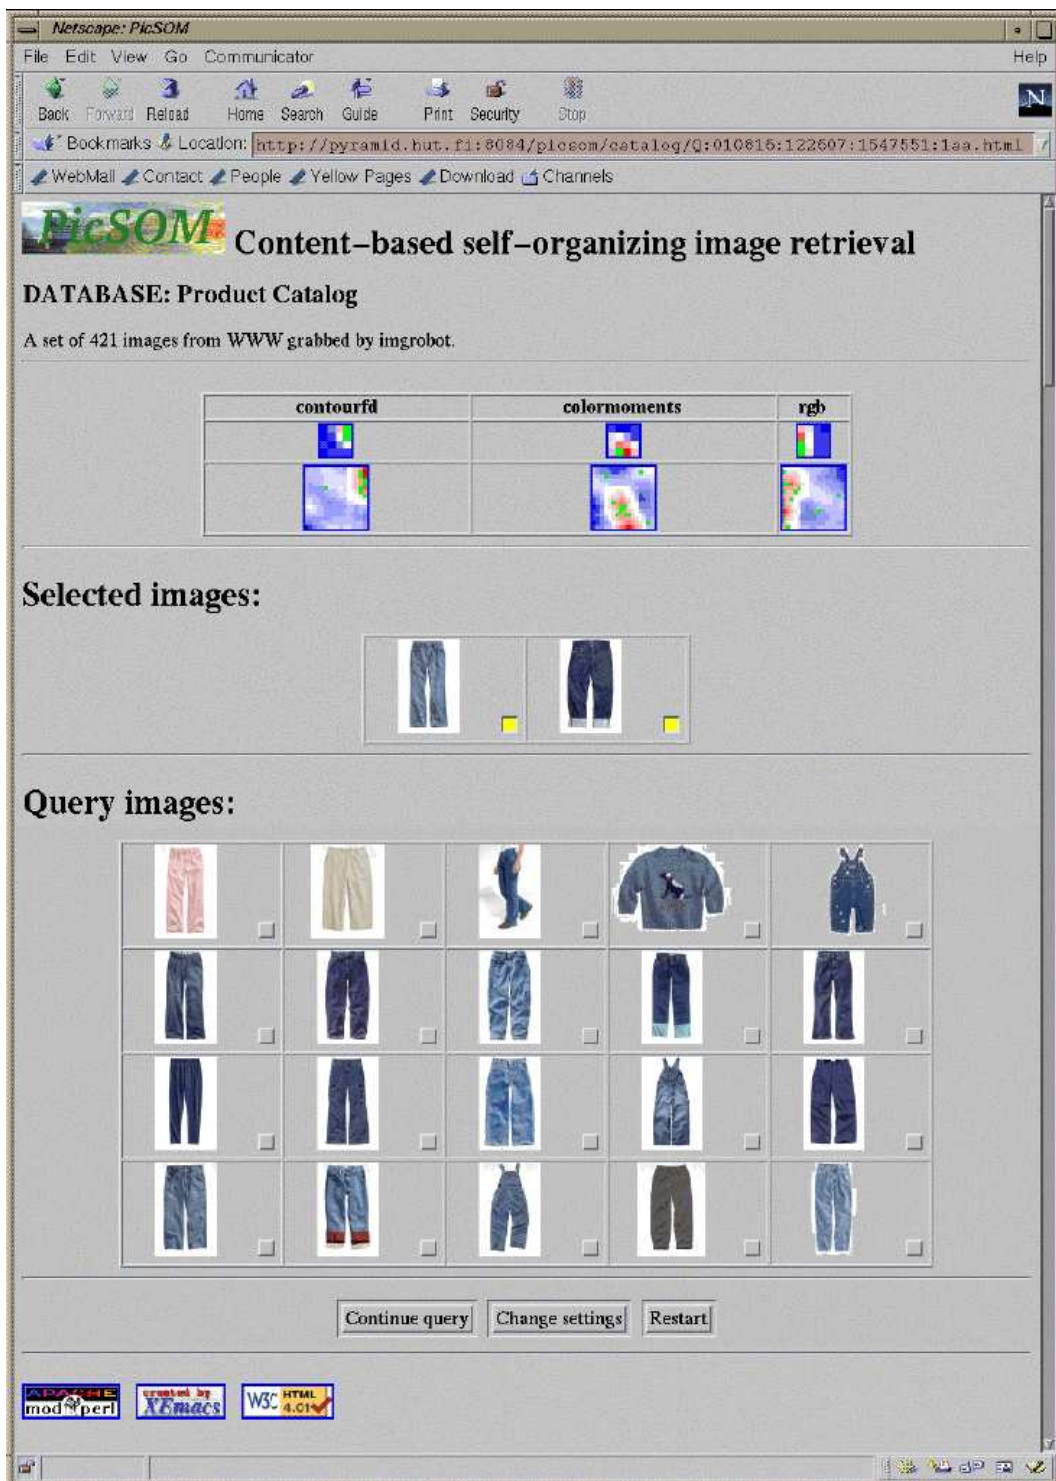 Netscape: PicSOM
File Edit View Go Communicator Help
Back Forward Reload Home Search Guide Print Security Stop
Bookmarks Location: http://pyramid.hut.fi:8084/picsom/catalog/Q:010816:122607:1547551:1aa.html
WebMail Contact People Yellow Pages Download Channels
PicSOM Content-based self-organizing image retrieval
DATABASE: Product Catalog
A set of 421 images from WWW grabbed by imgrobot.
contourfd colormoments rgb
Selected images:
Query images:
Continue query Change settings Restart
APACHE created by W3C HTML
mod perl XEmacs 4.01